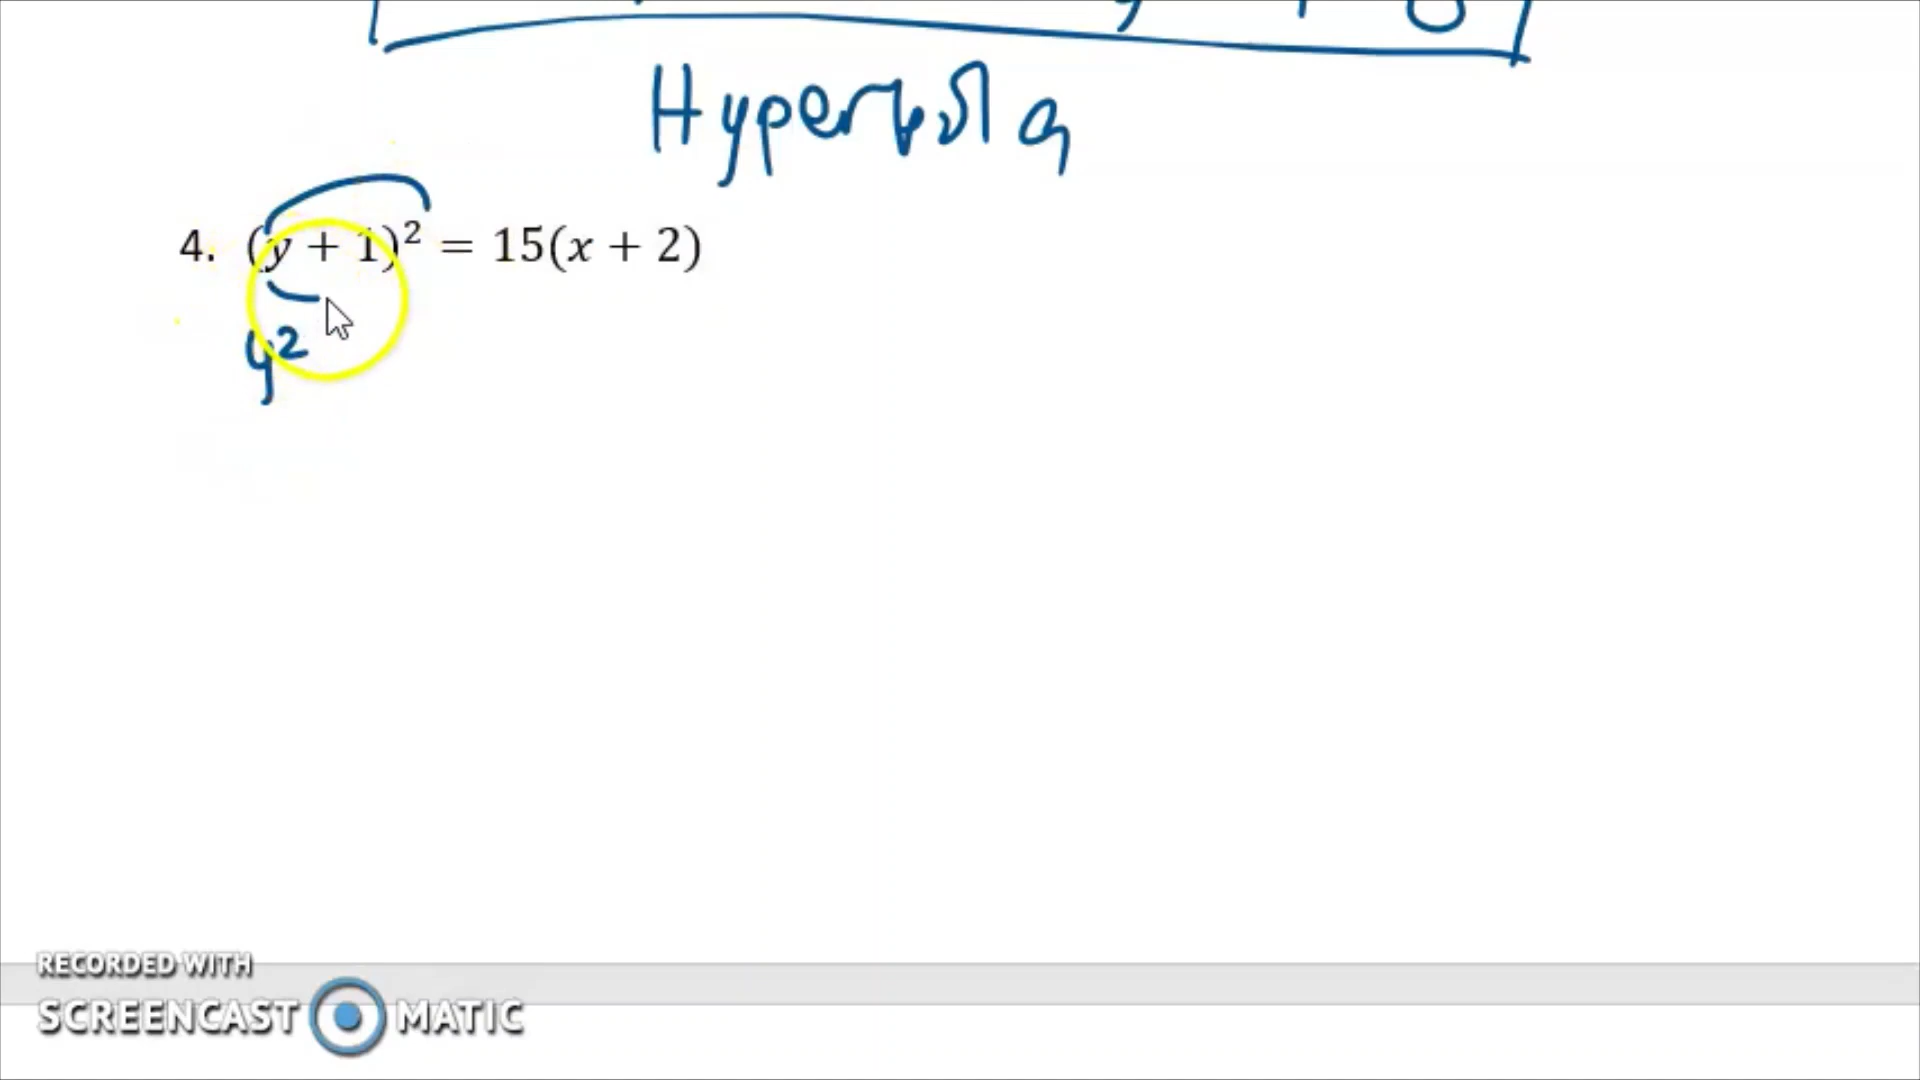 Hyperbola
4. (y + 1)² = 15(x + 2)
y²
RECORDED WITH
SCREENCAST MATIC